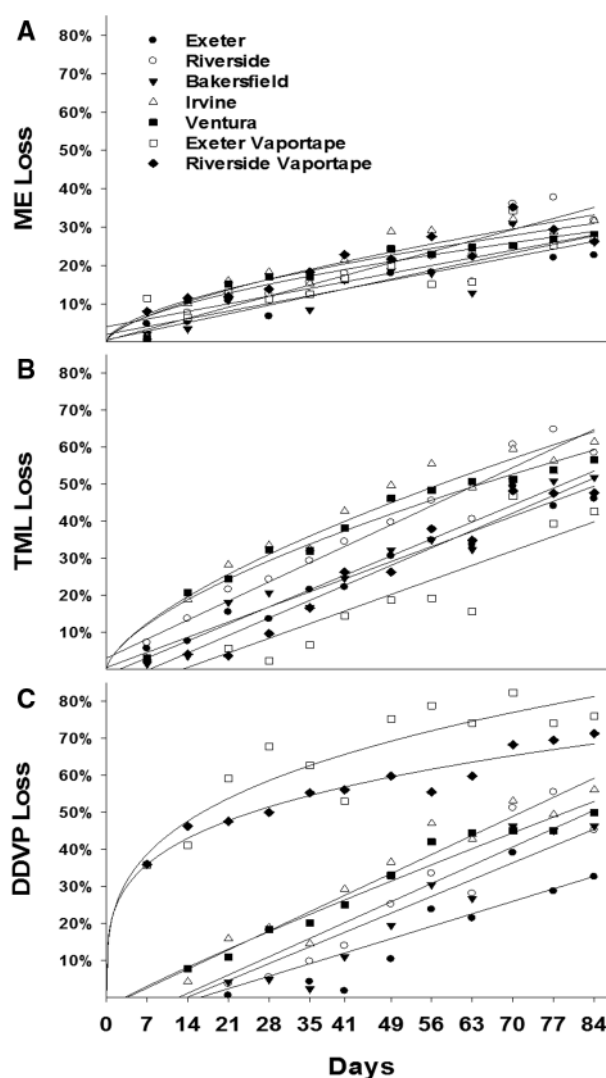 A
80%
70%
60%
50%
40%
30%
20%
10%
ME Loss
Exeter
Riverside
Bakersfield
Irvine
Ventura
Exeter Vaportape
Riverside Vaportape
B
80%
70%
60%
50%
40%
30%
20%
10%
TML Loss
C
80%
70%
60%
50%
40%
30%
20%
10%
DDVP Loss
0 7 14 21 28 35 41 49 56 63 70 77 84
Days